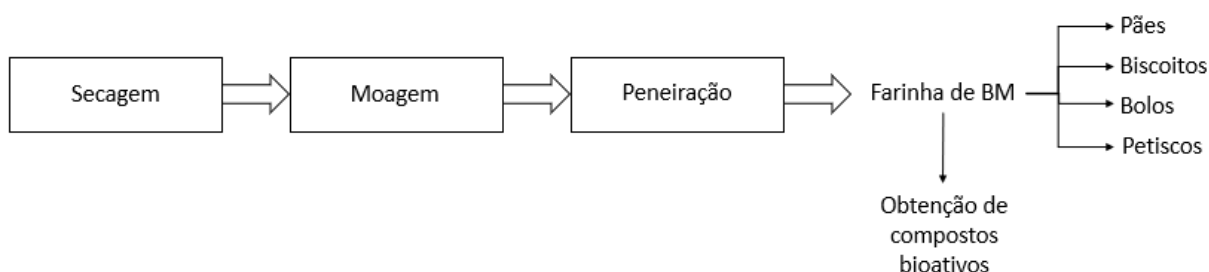 Secagem
Moagem
Peneiração
Farinha de BM
Pães
Biscoitos
Bolos
Petiscos
Obtenção de
compostos
bioativos